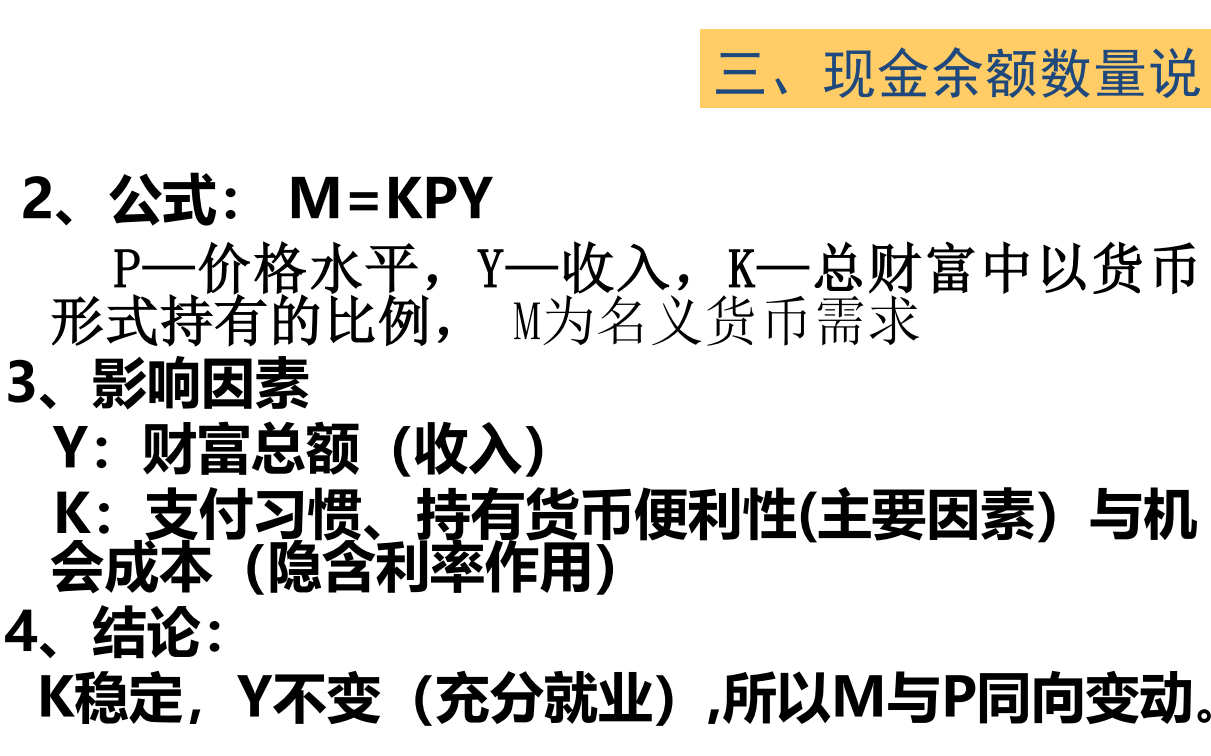 三、现金余额数量说
2、公式： M=KPY
P—价格水平，Y—收入，K—总财富中以货币
形式持有的比例， M为名义货币需求
3、影响因素
Y：财富总额（收入）
K：支付习惯、持有货币便利性(主要因素）与机
会成本（隐含利率作用）
4、结论：
K稳定，Y不变（充分就业）,所以M与P同向变动。